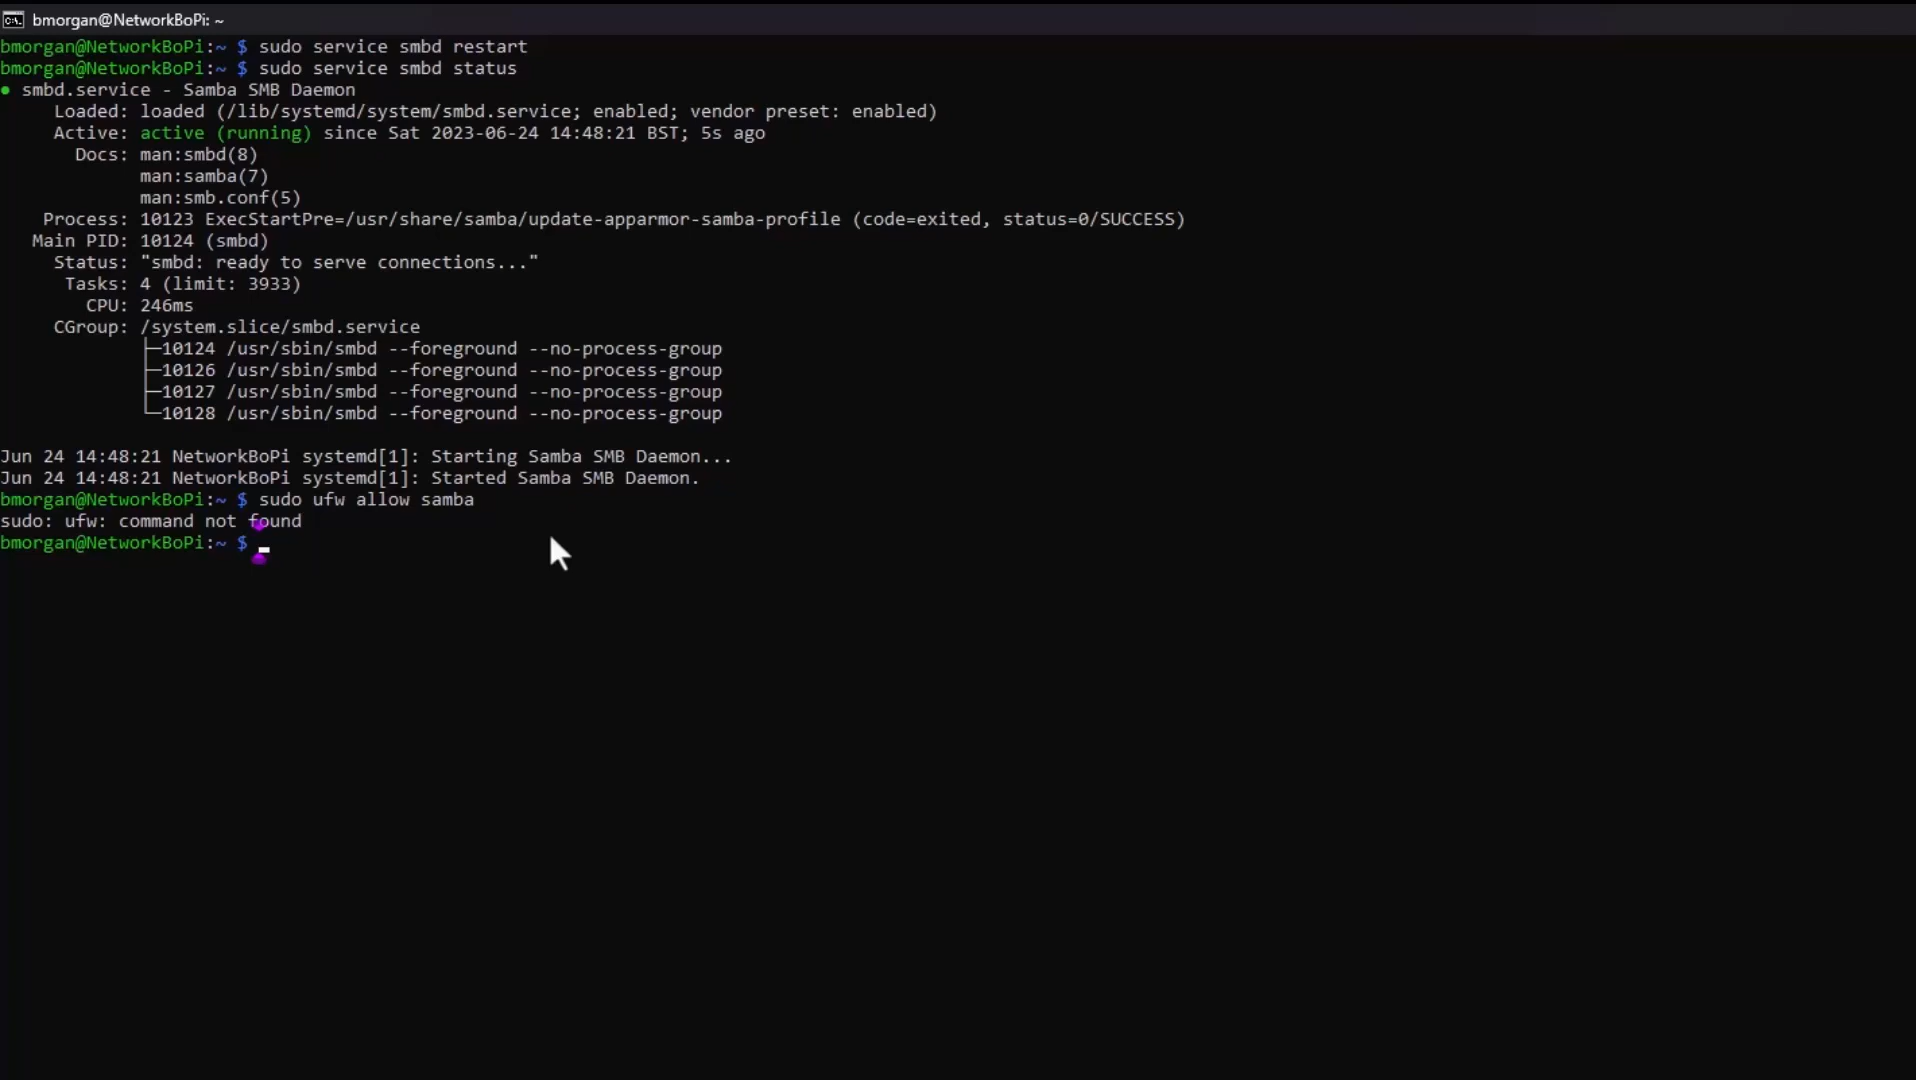 bmorgan@NetworkBoPi: ~
bmorgan@NetworkBoPi:~ $ sudo service smbd restart
bmorgan@NetworkBoPi:~ $ sudo service smbd status
● smbd.service - Samba SMB Daemon
Loaded: loaded (/lib/systemd/system/smbd.service; enabled; vendor preset: enabled)
Active: active (running) since Sat 2023-06-24 14:48:21 BST; 5s ago
Docs: man:smbd(8)
man:samba(7)
man:smb.conf(5)
Process: 10123 ExecStartPre=/usr/share/samba/update-apparmor-samba-profile (code=exited, status=0/SUCCESS)
Main PID: 10124 (smbd)
Status: "smbd: ready to serve connections..."
Tasks: 4 (limit: 3933)
CPU: 246ms
CGroup: /system.slice/smbd.service
├─10124 /usr/sbin/smbd --foreground --no-process-group
├─10126 /usr/sbin/smbd --foreground --no-process-group
├─10127 /usr/sbin/smbd --foreground --no-process-group
└─10128 /usr/sbin/smbd --foreground --no-process-group
Jun 24 14:48:21 NetworkBoPi systemd[1]: Starting Samba SMB Daemon...
Jun 24 14:48:21 NetworkBoPi systemd[1]: Started Samba SMB Daemon.
bmorgan@NetworkBoPi:~ $ sudo ufw allow samba
sudo: ufw: command not found
bmorgan@NetworkBoPi:~ $